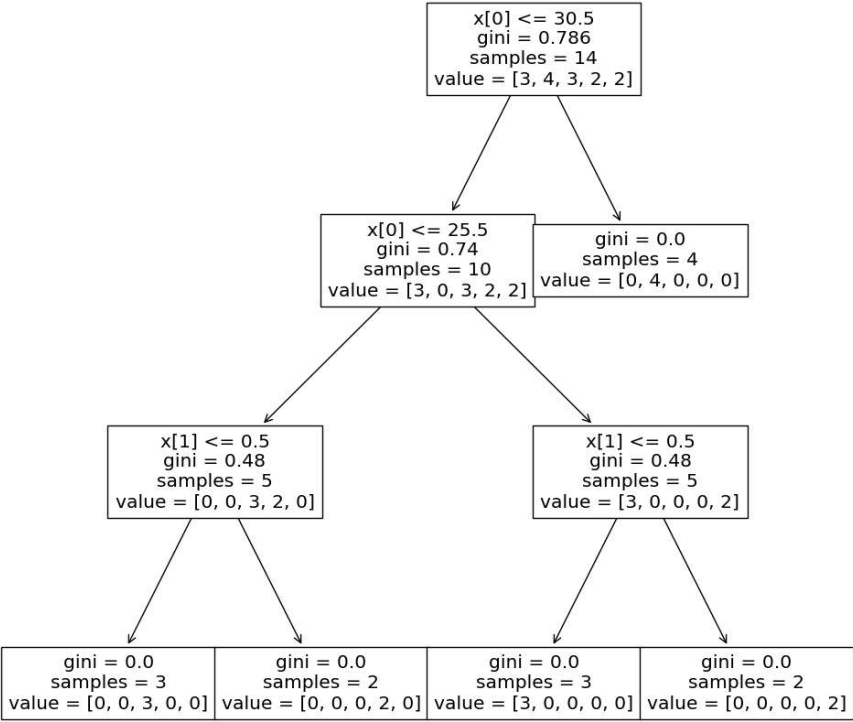 x[0] <= 30.5
gini = 0.786
samples = 14
value = [3, 4, 3, 2, 2]
x[0] <= 25.5
gini = 0.74
samples = 10
value = [3, 0, 3, 2, 2]
gini = 0.0
samples = 4
value = [0, 4, 0, 0, 0]
x[1] <= 0.5
gini = 0.48
samples = 5
value = [0, 0, 3, 2, 0]
x[1] <= 0.5
gini = 0.48
samples = 5
value = [3, 0, 0, 0, 2]
gini = 0.0
samples = 3
value = [0, 0, 3, 0, 0]
gini = 0.0
samples = 2
value = [0, 0, 0, 2, 0]
gini = 0.0
samples = 3
value = [3, 0, 0, 0, 0]
gini = 0.0
samples = 2
value = [0, 0, 0, 0, 2]